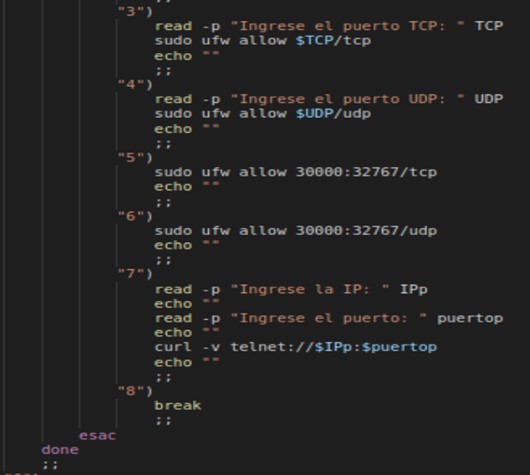 ;;
"3")
read -p "Ingrese el puerto TCP: " TCP
sudo ufw allow $TCP/tcp
echo ""
;;
"4")
read -p "Ingrese el puerto UDP: " UDP
sudo ufw allow $UDP/udp
echo ""
;;
"5")
sudo ufw allow 30000:32767/tcp
echo ""
;;
"6")
sudo ufw allow 30000:32767/udp
echo ""
;;
"7")
read -p "Ingrese la IP: " IPp
echo ""
read -p "Ingrese el puerto: " puertop
echo ""
curl -v telnet://$IPp:$puertop
echo ""
;;
"8")
break
;;
esac
done
;;